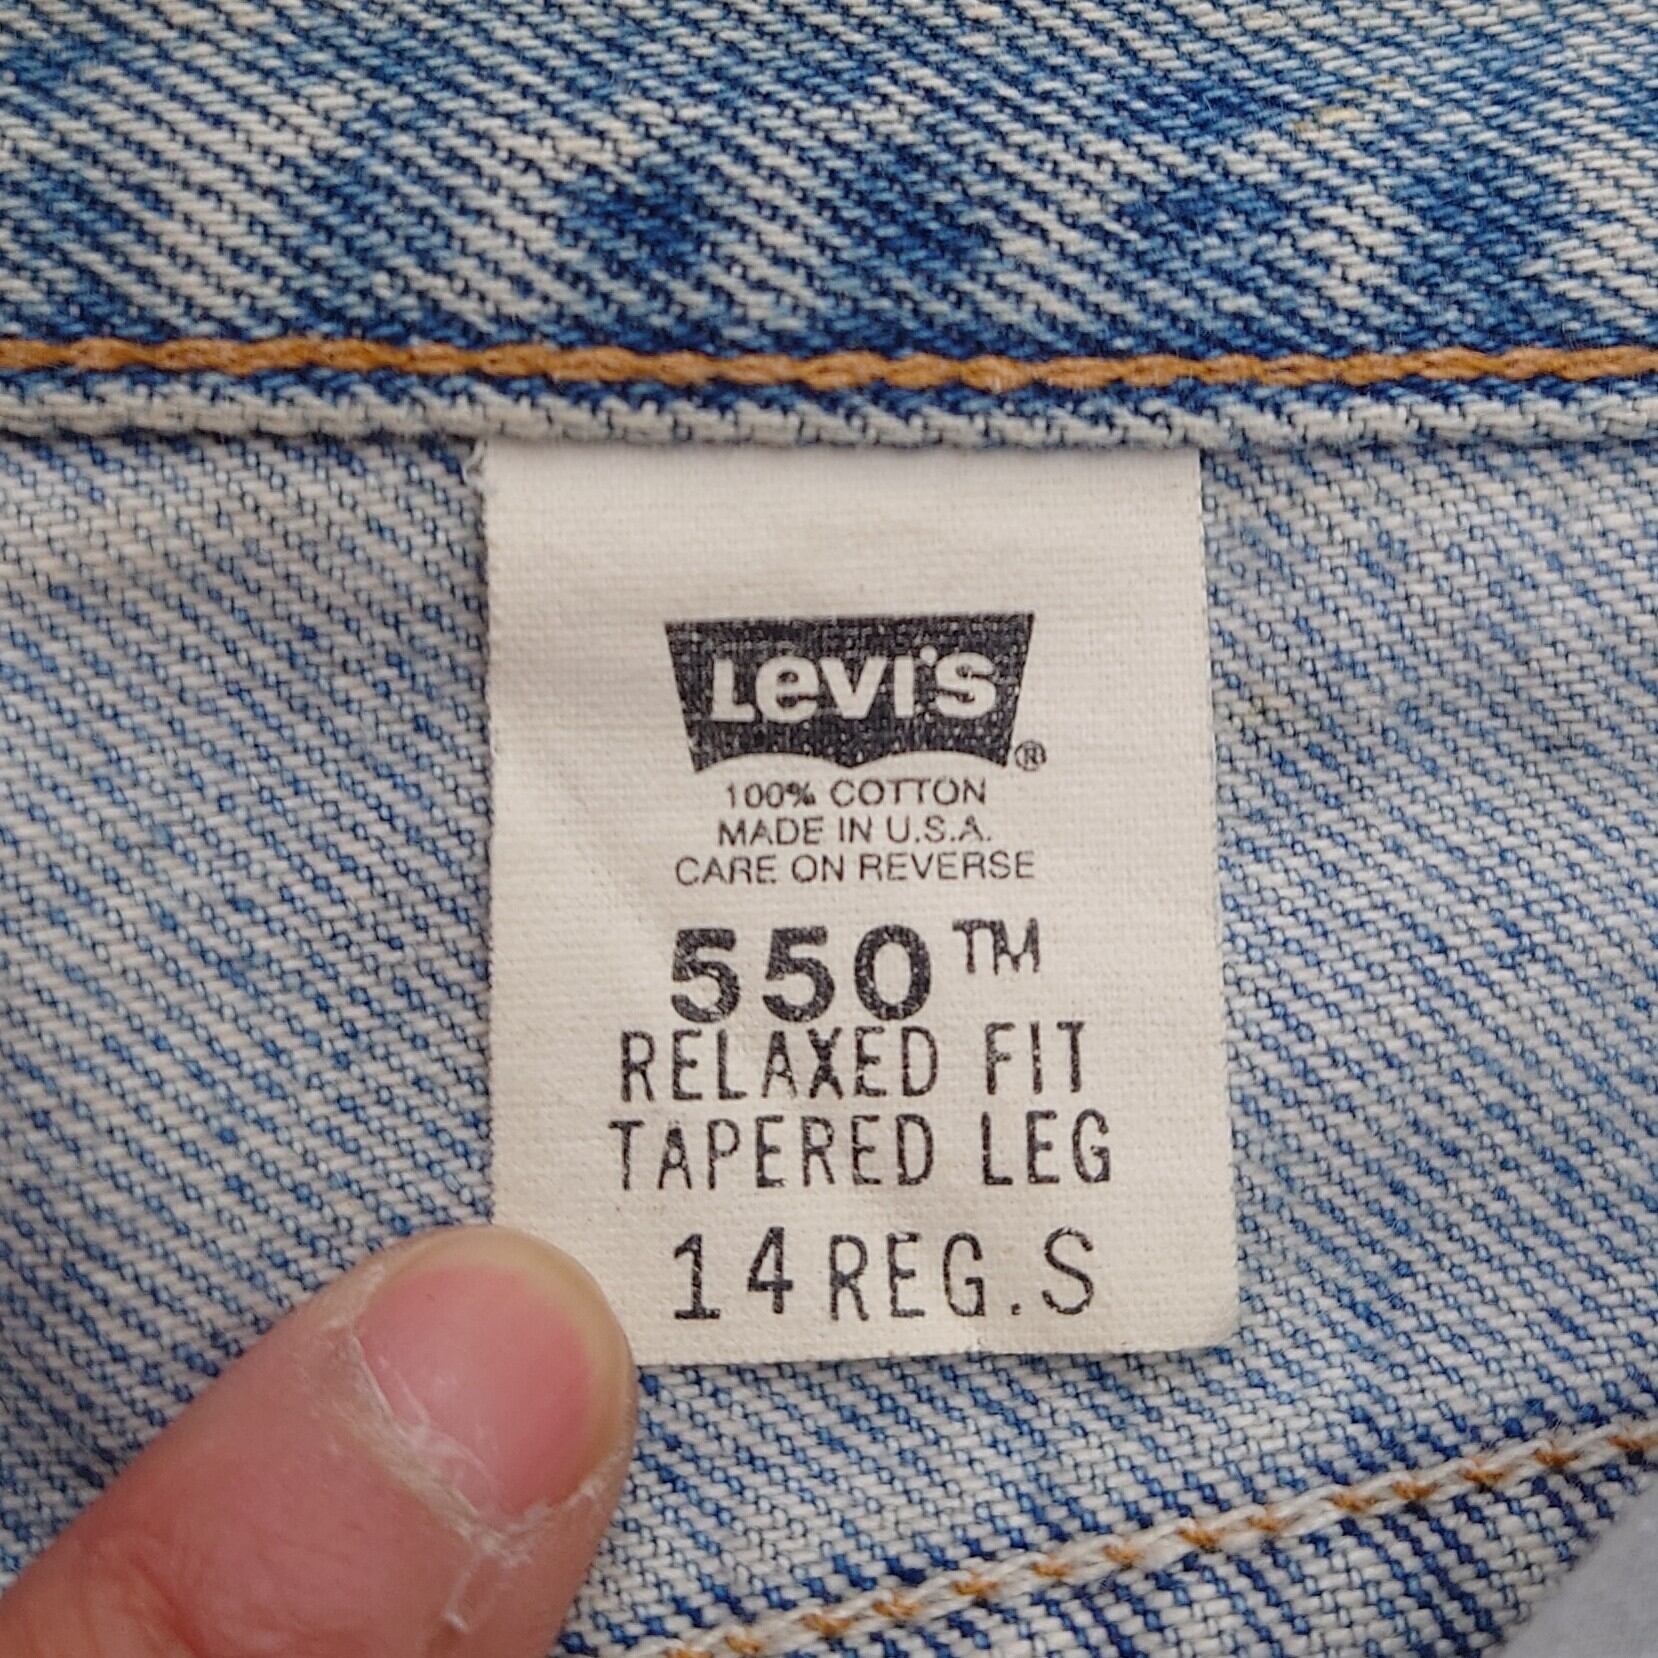 Levi's®
100% COTTON
MADE IN U.S.A.
CARE ON REVERSE
550™
RELAXED FIT
TAPERED LEG
14 REG. S